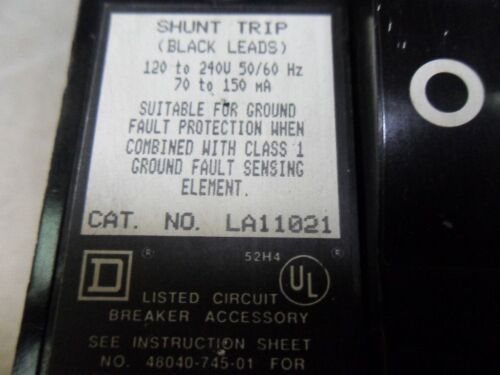 SHUNT TRIP
(BLACK LEADS)
120 to 240V 50/60 Hz
70 to 150 mA
SUITABLE FOR GROUND
FAULT PROTECTION WHEN
COMBINED WITH CLASS 1
GROUND FAULT SENSING
ELEMENT.
CAT. NO. LA11021
D ® 52H4 UL ®
LISTED CIRCUIT
BREAKER ACCESSORY
SEE INSTRUCTION SHEET
NO. 48040-745-01 FOR